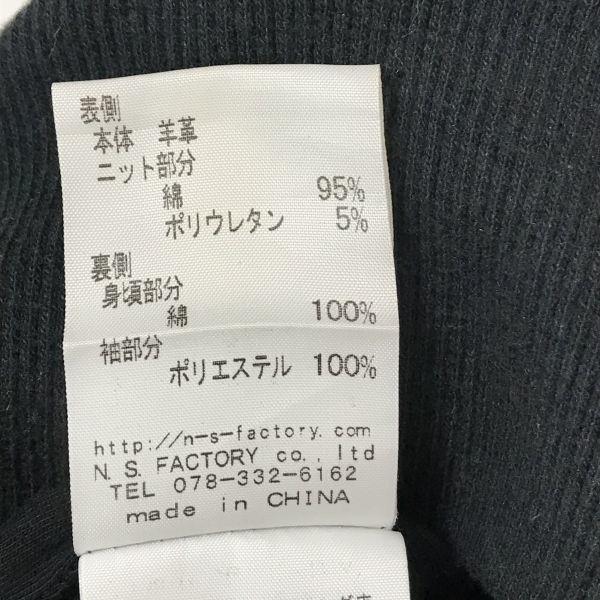 表側
本体 羊革
ニット部分
綿 95%
ポリウレタン 5%
裏側
身頃部分
綿 100%
袖部分
ポリエステル 100%
http://n-s-factory.com
N.S.FACTORY co.,ltd
TEL 078-332-6162
made in CHINA